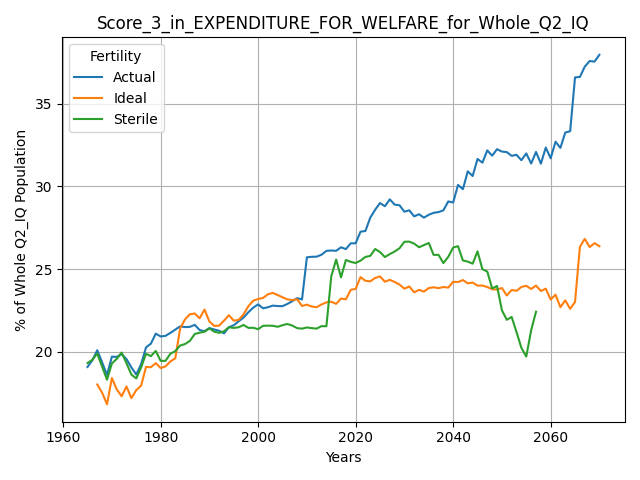 Score_3_in_EXPENDITURE_FOR_WELFARE_for_Whole_Q2_IQ
Fertility
Actual
Ideal
Sterile
% of Whole Q2_IQ Population
35
30
25
20
1960 1980 2000 2020 2040 2060
Years